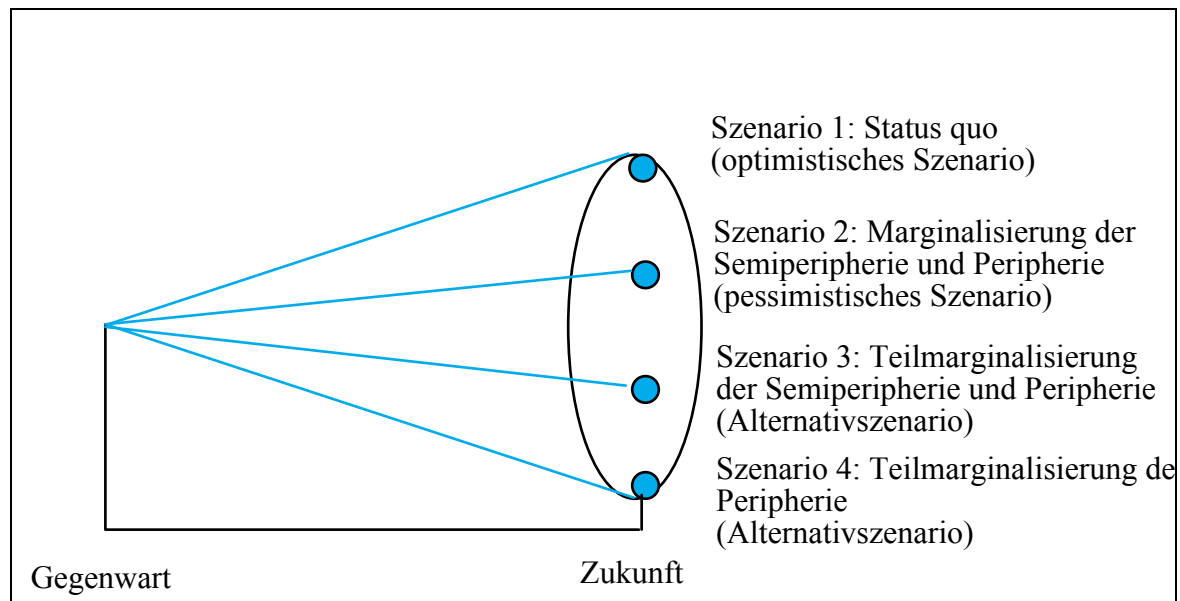 Szenario 1: Status quo
(optimistisches Szenario)
Szenario 2: Marginalisierung der
Semiperipherie und Peripherie
(pessimistisches Szenario)
Szenario 3: Teilmarginalisierung
der Semiperipherie und Peripherie
(Alternativszenario)
Szenario 4: Teilmarginalisierung de
Peripherie
(Alternativszenario)
Gegenwart
Zukunft